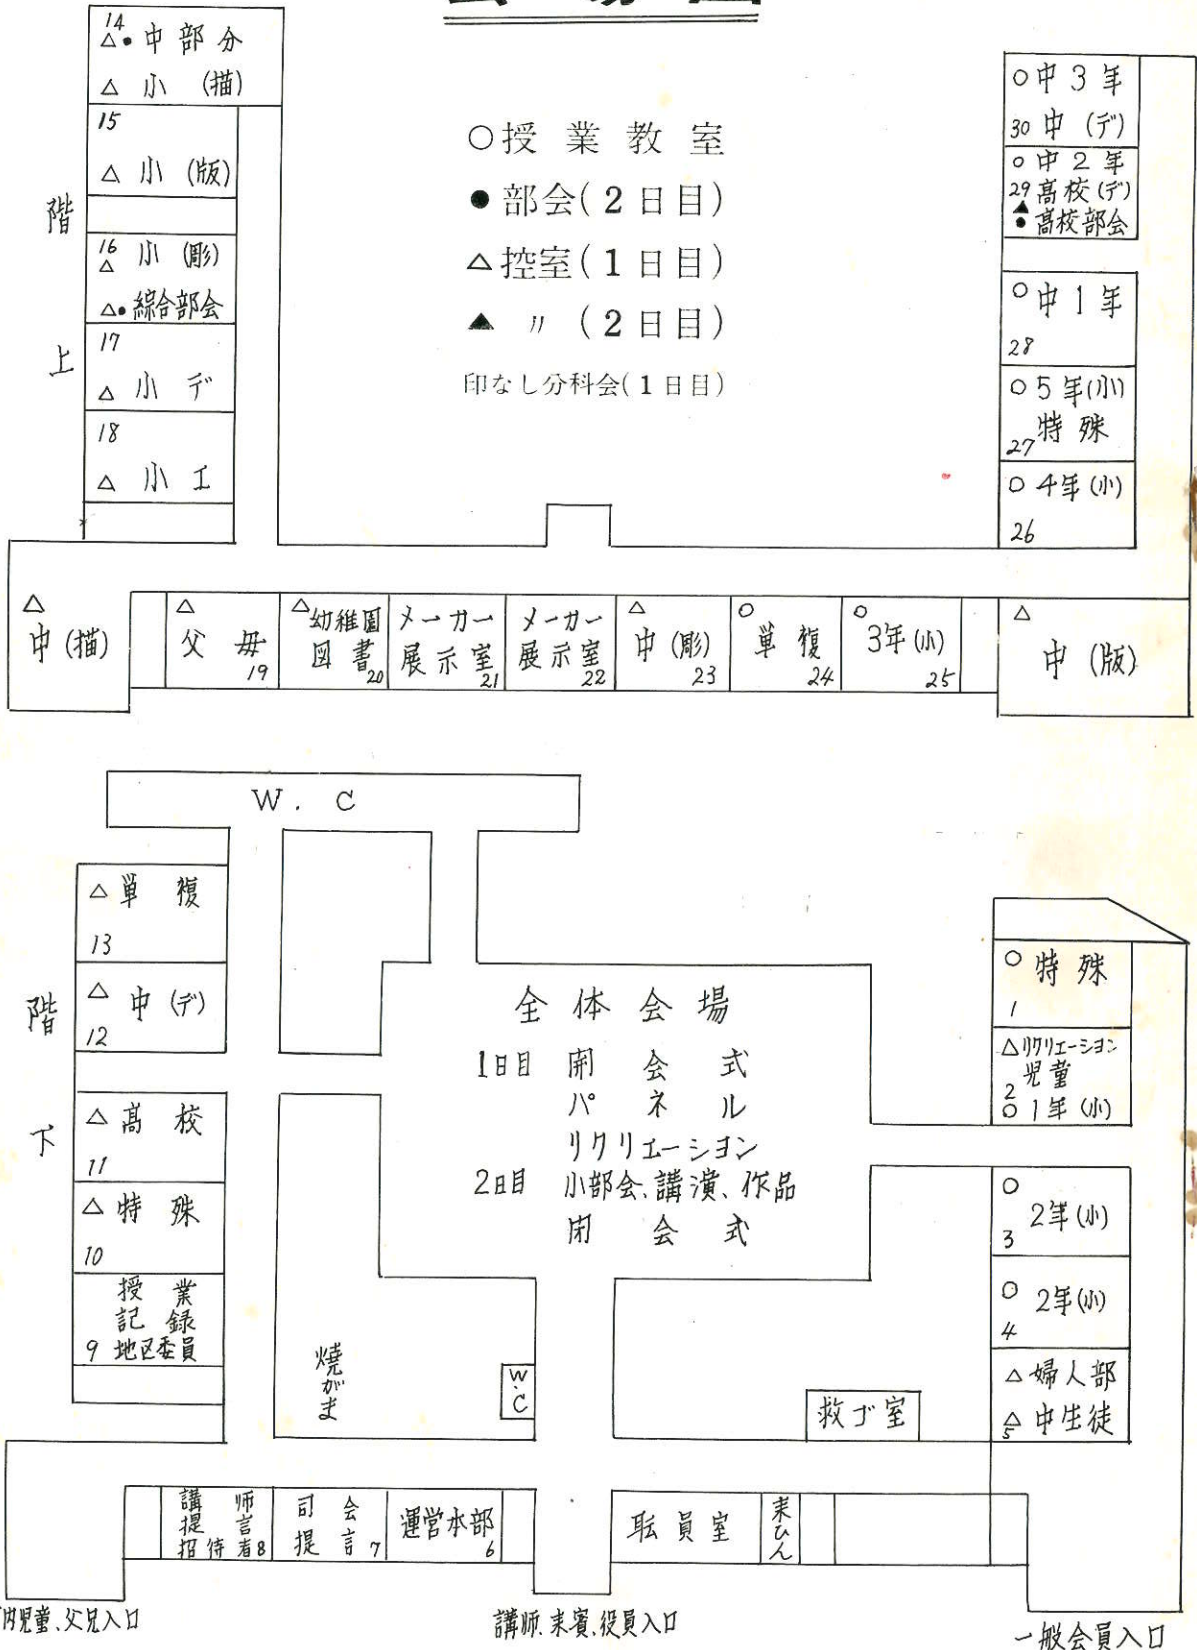 会場図
○授業教室
●部会(2日目)
△控室(1日目)
▲ 〃 (2日目)
印なし分科会(1日目)
階上
14
△●中部分
△小(描)
15
△小(版)
16
△小(彫)
△●綜合部会
17
△小デ
18
△小工
○中3年
30 中(デ)
○中2年
29 高校(デ)
▲
●高校部会
○中1年
28
○5年(小)
27 特殊
○4年(小)
26
△
中(描)
△
父母
19
△幼稚園
図書20
メーカー
展示室
21
メーカー
展示室
22
△
中(彫)
23
○
単複
24
○
3年(小)
25
△
中(版)
W.C
階下
△単複
13
△中(デ)
12
△高校
11
△特殊
10
授業
記録
9 地区委員
全体会場
1日目 開会式
パネル
リクリエーション
2日目 小部会、講演、作品
閉会式
○特殊
1
△リクリエーション
児童
2
○1年(小)
○
2年(小)
3
○2年(小)
4
△婦人部
△中生徒
5
焼がま
W.C
救ゴ室
講師
提言
招待者8
司会
提言7
運営本部
6
職員室
来ひん
内児童、父兄入口
講師、来賓、役員入口
一般会員入口